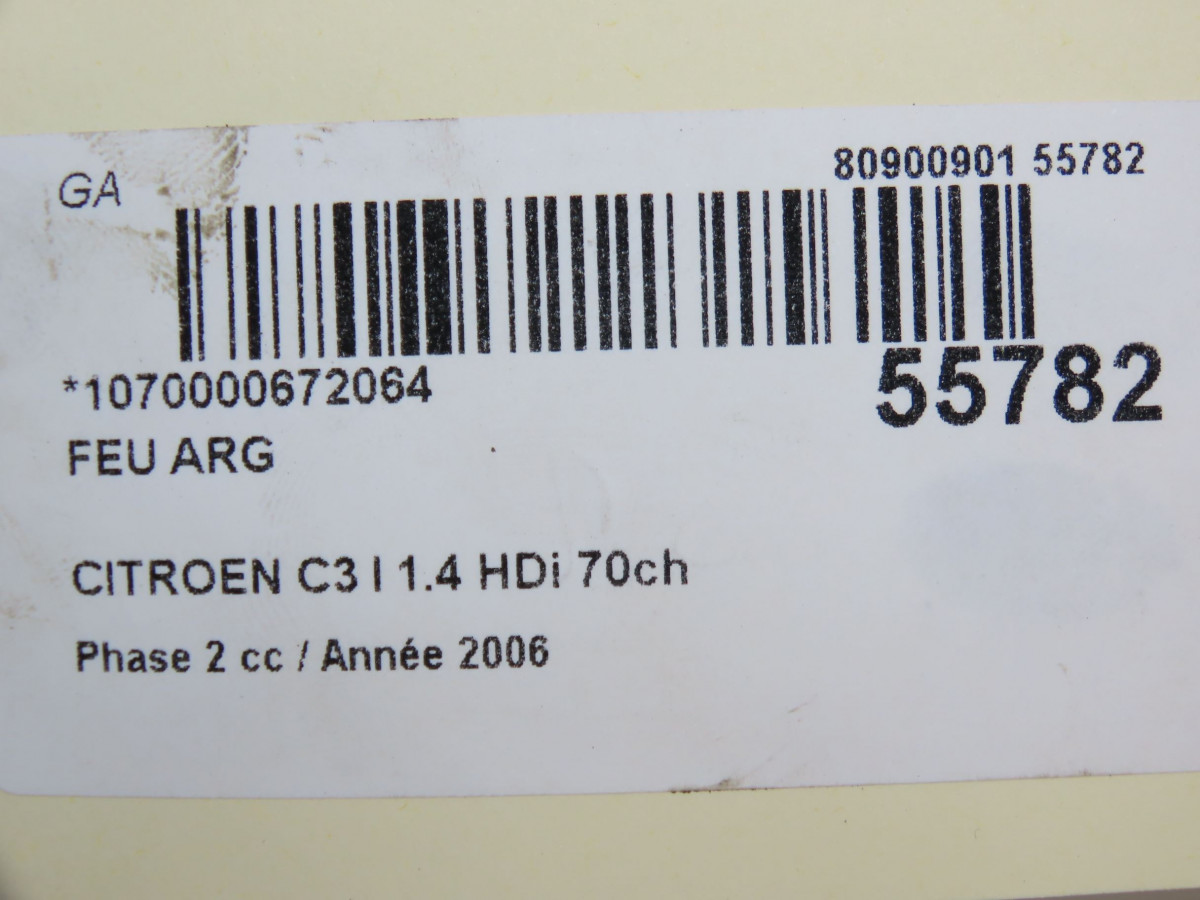 GA
80900901 55782
*1070000672064
55782
FEU ARG
CITROEN C3 I 1.4 HDi 70ch
Phase 2 cc / Année 2006